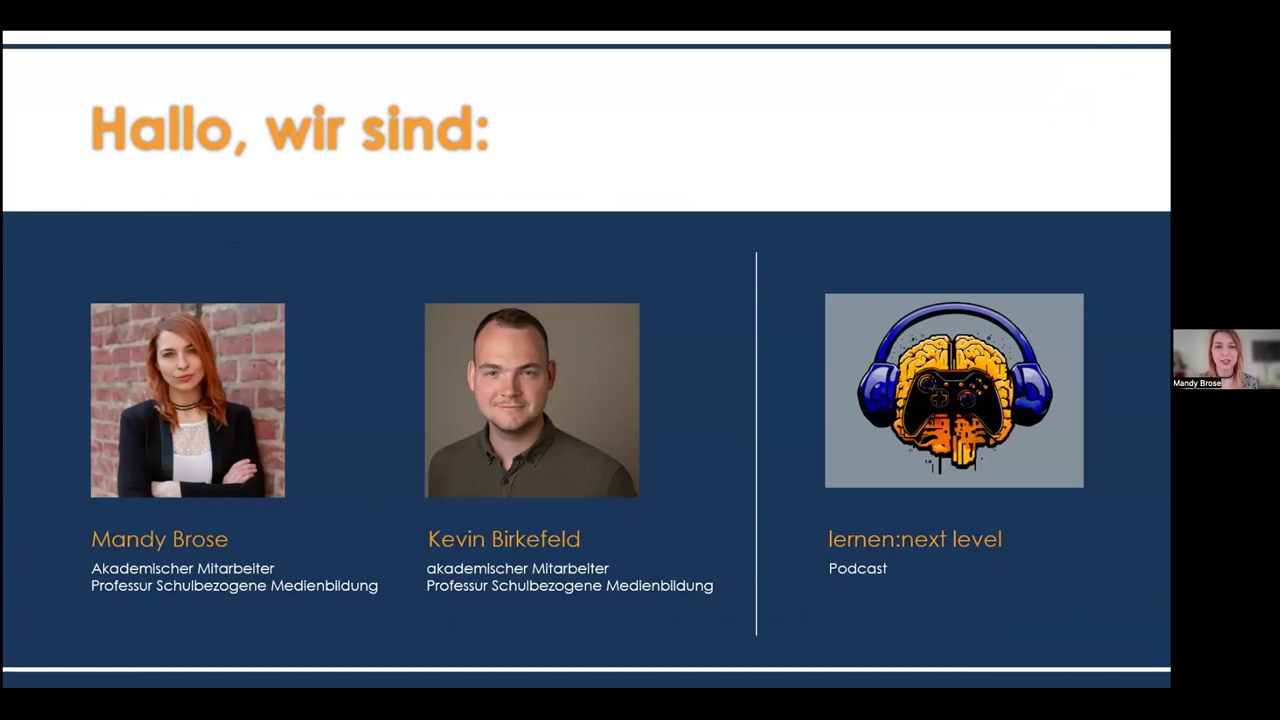 Hallo, wir sind:
Mandy Brose
Akademischer Mitarbeiter
Professur Schulbezogene Medienbildung
Kevin Birkefeld
akademischer Mitarbeiter
Professur Schulbezogene Medienbildung
lernen:next level
Podcast
Mandy Brose